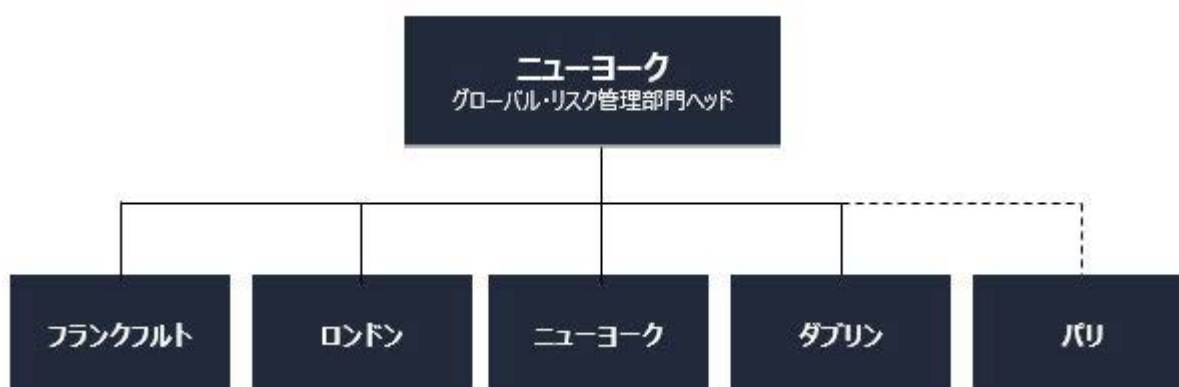 ニューヨーク
グローバル・リスク管理部門ヘッド
フランクフルト
ロンドン
ニューヨーク
ダブリン
パリ